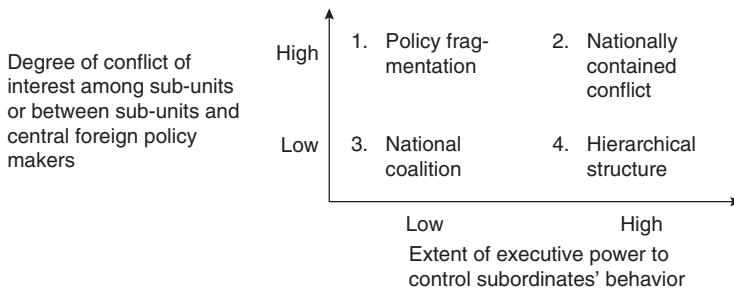 Degree of conflict of
interest among sub-units
or between sub-units and
central foreign policy
makers
High
1. Policy frag-
mentation
2. Nationally
contained
conflict
Low
3. National
coalition
4. Hierarchical
structure
Low
High
Extent of executive power to
control subordinates' behavior